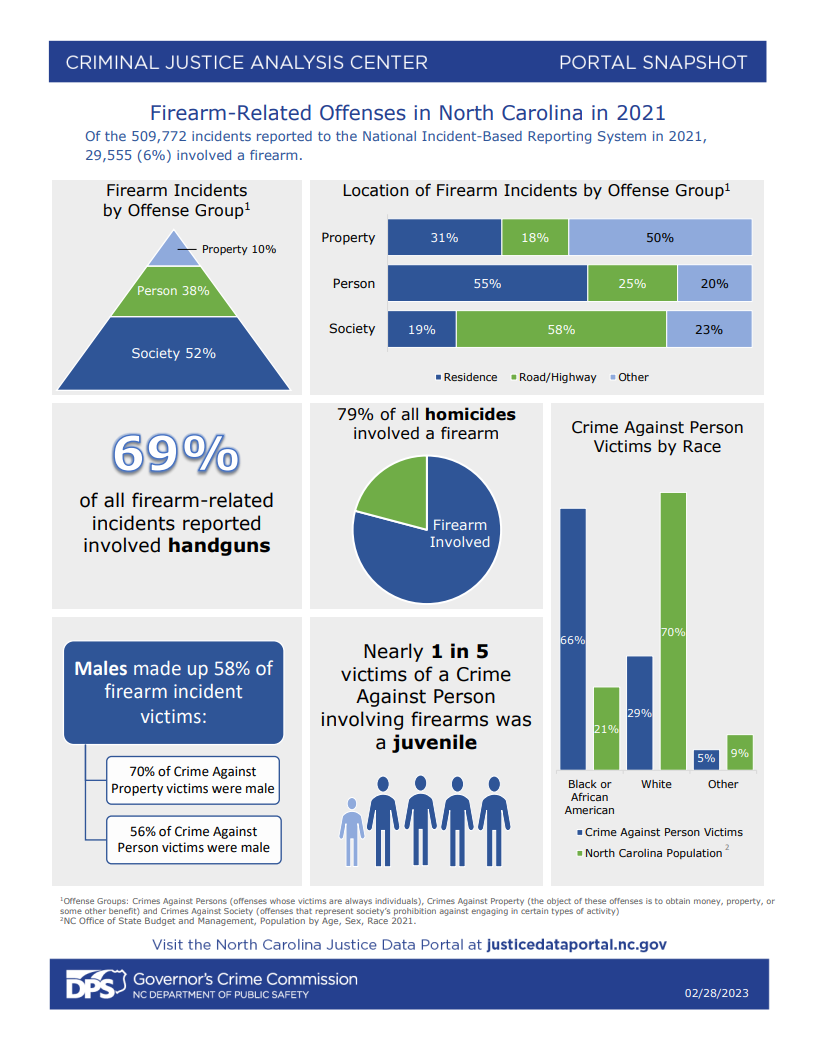 CRIMINAL JUSTICE ANALYSIS CENTER
PORTAL SNAPSHOT
Firearm-Related Offenses in North Carolina in 2021
Of the 509,772 incidents reported to the National Incident-Based Reporting System in 2021,
29,555 (6%) involved a firearm.
Firearm Incidents
by Offense Group1
Property 10%
Person 38%
Society 52%
Location of Firearm Incidents by Offense Group1
Property
31%
18%
50%
Person
55%
25%
20%
Society
19%
58%
23%
Residence
Road/Highway
Other
69%
of all firearm-related
incidents reported
involved handguns
79% of all homicides
involved a firearm
Firearm
Involved
Crime Against Person
Victims by Race
66%
21%
29%
70%
5%
9%
Black or
African
American
White
Other
Crime Against Person Victims
North Carolina Population 2
Males made up 58% of
firearm incident
victims:
70% of Crime Against
Property victims were male
56% of Crime Against
Person victims were male
Nearly 1 in 5
victims of a Crime
Against Person
involving firearms was
a juvenile
1Offense Groups: Crimes Against Persons (offenses whose victims are always individuals), Crimes Against Property (the object of these offenses is to obtain money, property, or
some other benefit) and Crimes Against Society (offenses that represent society's prohibition against engaging in certain types of activity)
2NC Office of State Budget and Management, Population by Age, Sex, Race 2021.
Visit the North Carolina Justice Data Portal at justicedataportal.nc.gov
DPS
Governor's Crime Commission
NC DEPARTMENT OF PUBLIC SAFETY
02/28/2023